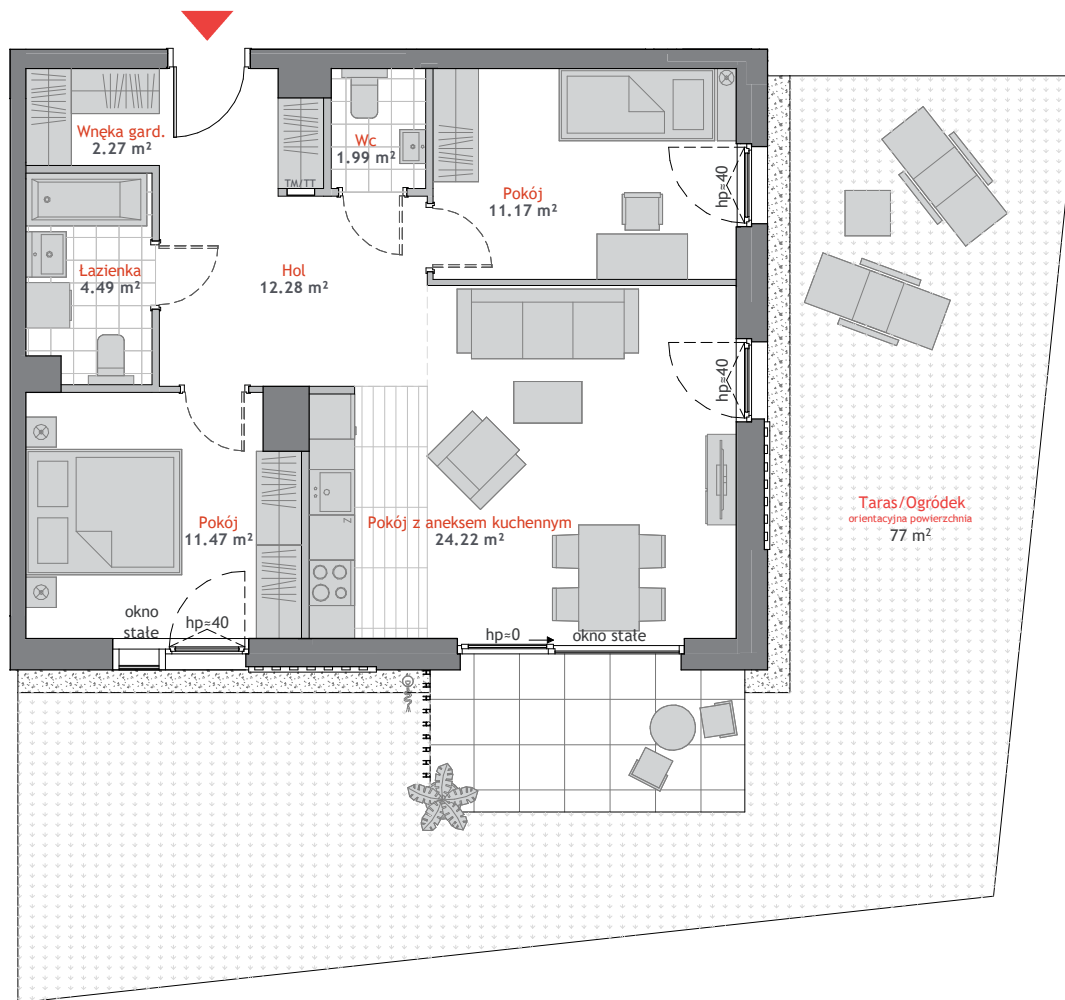 Wnęka gard.
2.27 m²
Wc
1.99 m²
TM/TT
Pokój
11.17 m²
hp≈40
Łazienka
4.49 m²
Hol
12.28 m²
hp≈40
Pokój
11.47 m²
Z
Pokój z aneksem kuchennym
24.22 m²
Taras/Ogródek
orientacyjna powierzchnia
77 m²
okno
stałe
hp≈40
hp≈0
okno stałe